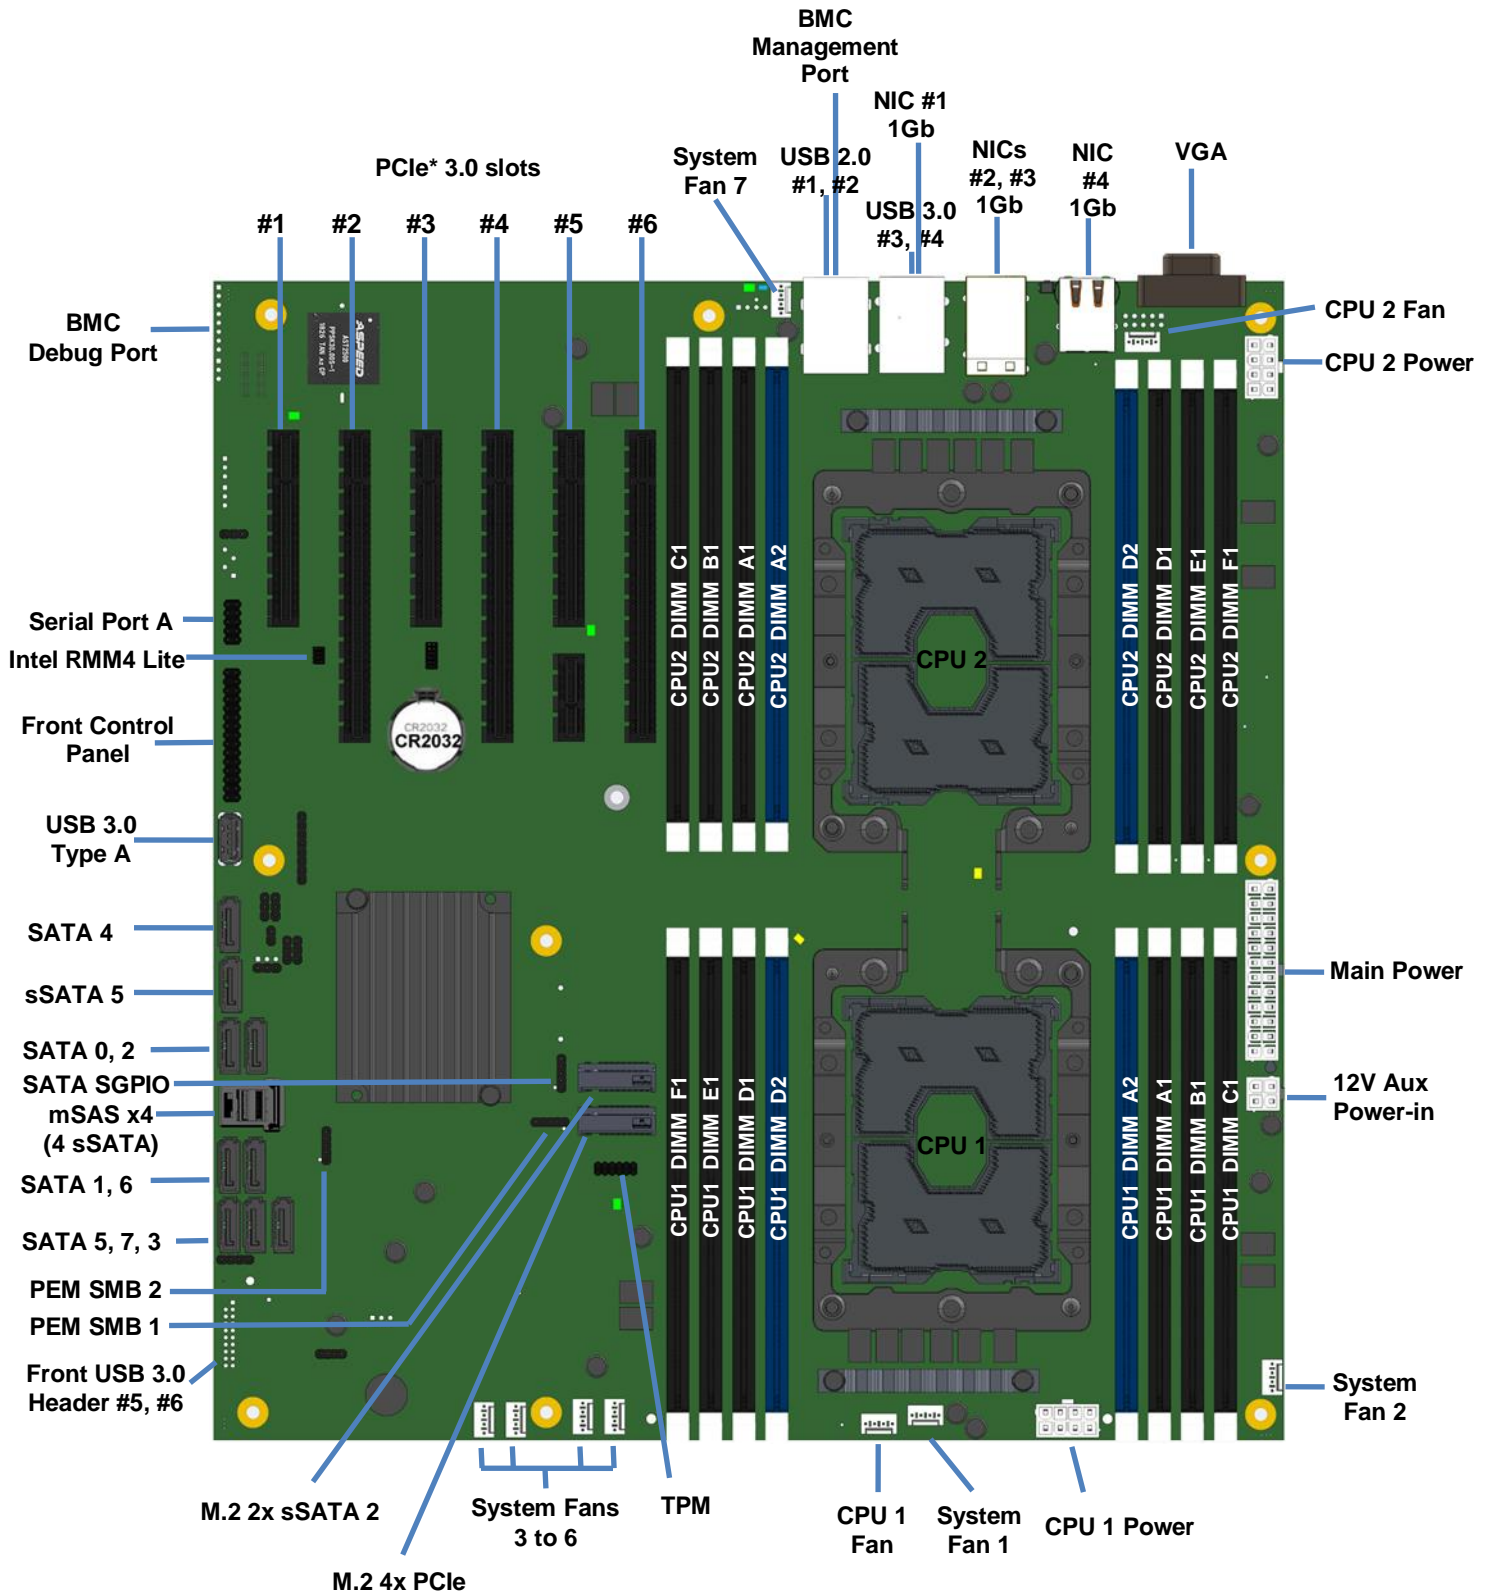 BMC
Management
Port
NIC #1
1Gb
System
Fan 7
USB 2.0
#1, #2
USB 3.0
#3, #4
NICs
#2, #3
1Gb
NIC
#4
1Gb
VGA
PCIe* 3.0 slots
#1
#2
#3
#4
#5
#6
BMC
Debug Port
ASPEED
AST2500
CPU 2 Fan
CPU 2 Power
CPU2 DIMM C1
CPU2 DIMM B1
CPU2 DIMM A1
CPU2 DIMM A2
CPU 2
CPU2 DIMM D2
CPU2 DIMM D1
CPU2 DIMM E1
CPU2 DIMM F1
Serial Port A
Intel RMM4 Lite
Front Control
Panel
CR2032
CR2032
USB 3.0
Type A
SATA 4
sSATA 5
SATA 0, 2
SATA SGPIO
mSAS x4
(4 sSATA)
SATA 1, 6
SATA 5, 7, 3
PEM SMB 2
PEM SMB 1
Front USB 3.0
Header #5, #6
CPU1 DIMM F1
CPU1 DIMM E1
CPU1 DIMM D1
CPU1 DIMM D2
CPU 1
CPU1 DIMM A2
CPU1 DIMM A1
CPU1 DIMM B1
CPU1 DIMM C1
Main Power
12V Aux
Power-in
System
Fan 2
M.2 2x sSATA 2
M.2 4x PCIe
System Fans
3 to 6
TPM
CPU 1
Fan
System
Fan 1
CPU 1 Power